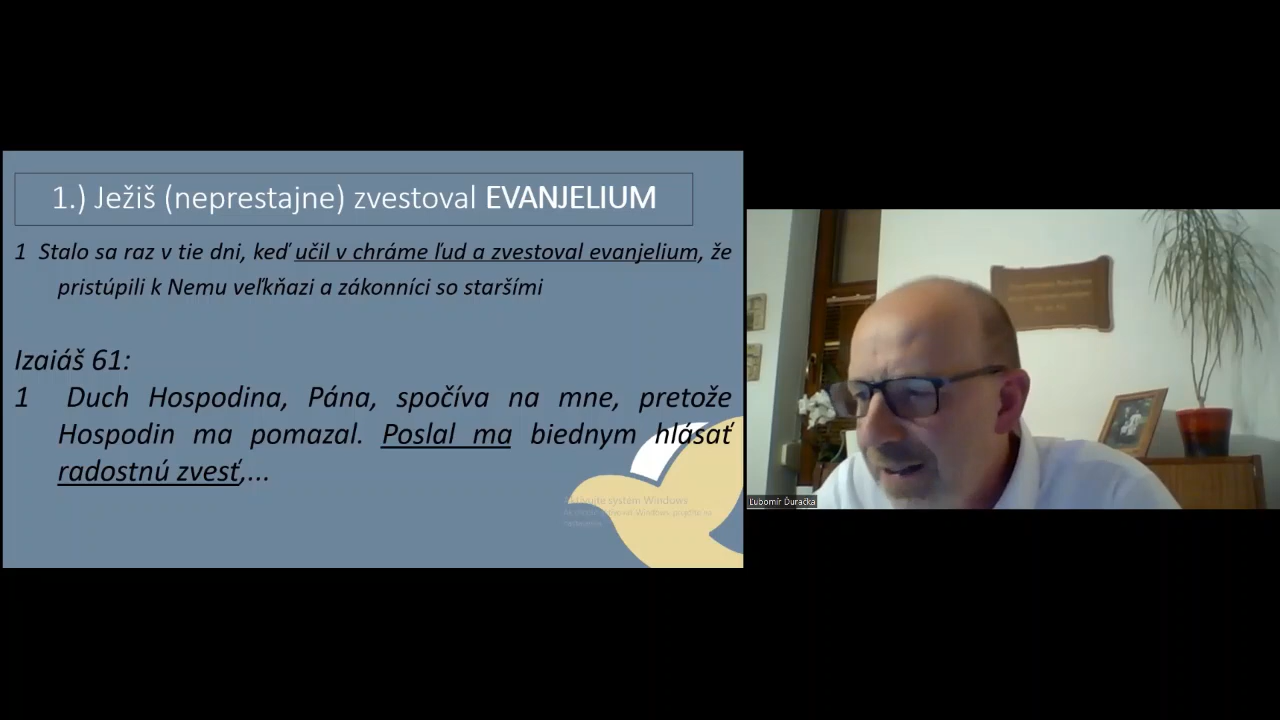 1.) Ježiš (neprestajne) zvestoval EVANJELIUM
1 Stalo sa raz v tie dni, keď učil v chráme ľud a zvestoval evanjelium, že
pristúpili k Nemu veľkňazi a zákonníci so staršími
Izaiáš 61:
1 Duch Hospodina, Pána, spočíva na mne, pretože
Hospodin ma pomazal. Poslal ma biednym hlásať
radostnú zvesť,...
systém Windows
Ľubomír Ďuračka